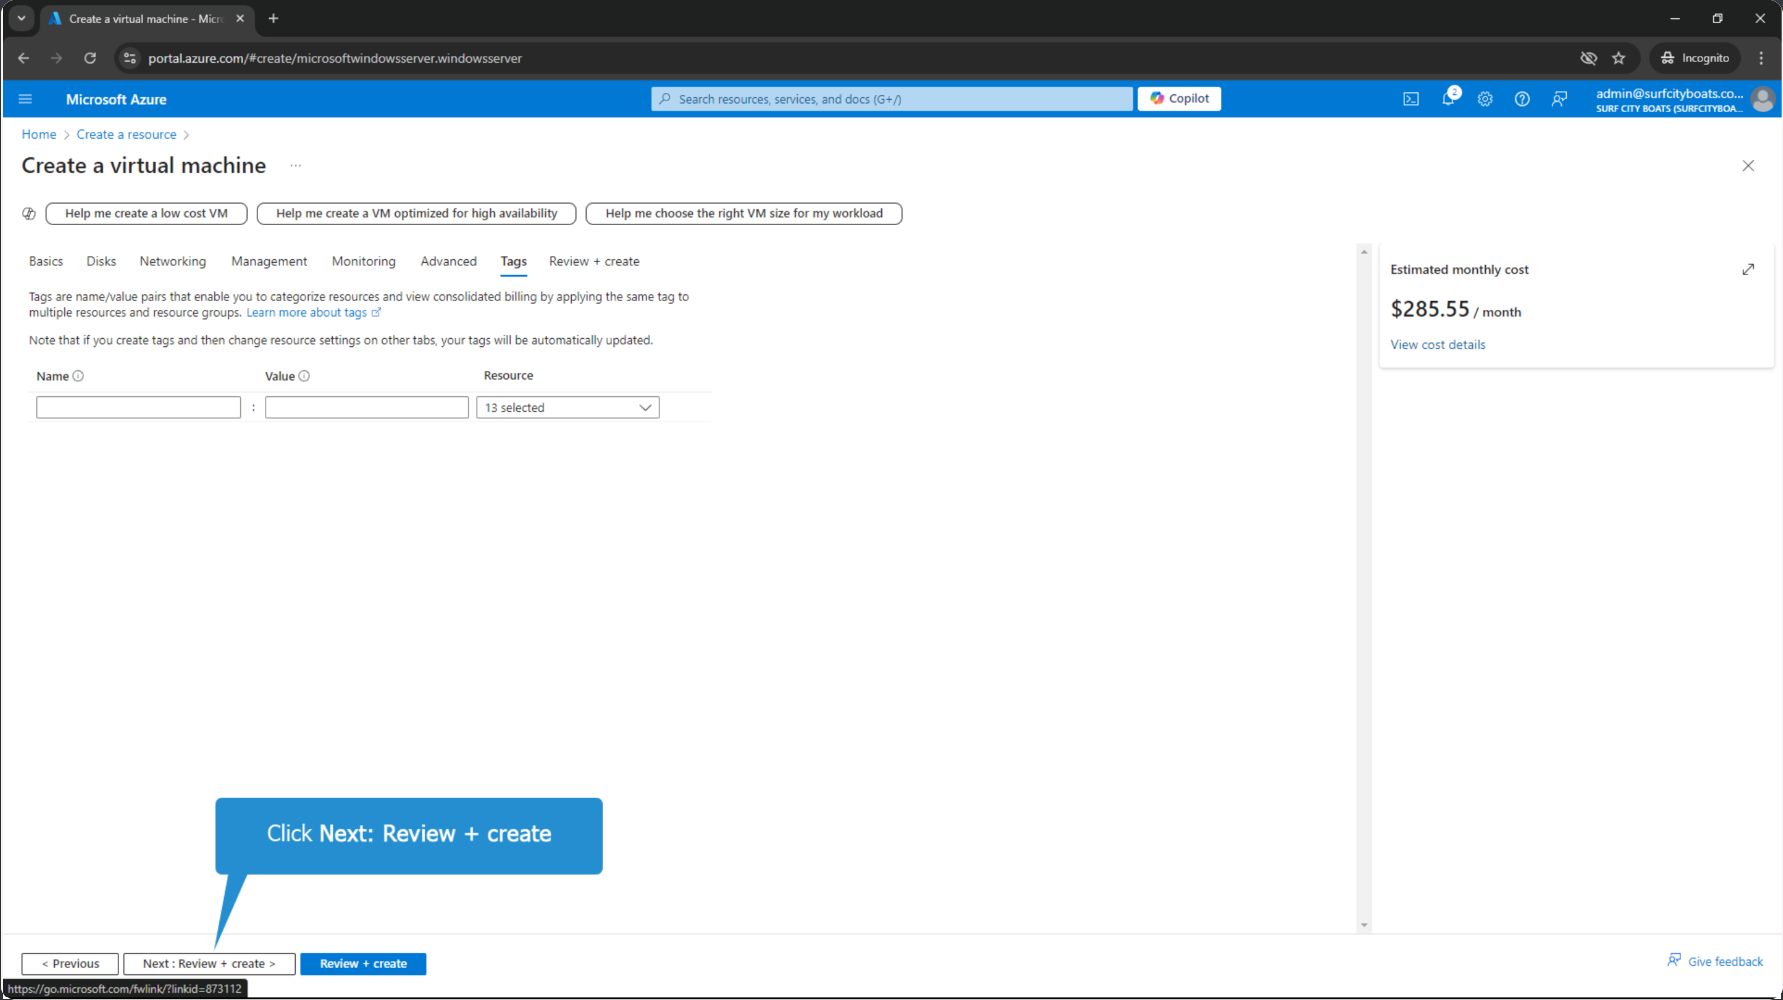 Create a virtual machine - Micr
portal.azure.com/#create/microsoftwindowsserver.windowsserver
Incognito
Microsoft Azure
Search resources, services, and docs (G+/)
Copilot
2
admin@surfcityboats.co...
SURF CITY BOATS (SURFCITYBOA...
Home > Create a resource >
Create a virtual machine ...
Help me create a low cost VM
Help me create a VM optimized for high availability
Help me choose the right VM size for my workload
Basics
Disks
Networking
Management
Monitoring
Advanced
Tags
Review + create
Tags are name/value pairs that enable you to categorize resources and view consolidated billing by applying the same tag to
multiple resources and resource groups. Learn more about tags
Note that if you create tags and then change resource settings on other tabs, your tags will be automatically updated.
Name
Value
Resource
:
13 selected
Estimated monthly cost
$285.55 / month
View cost details
Click Next: Review + create
< Previous
Next : Review + create >
Review + create
Give feedback
https://go.microsoft.com/fwlink/?linkid=873112